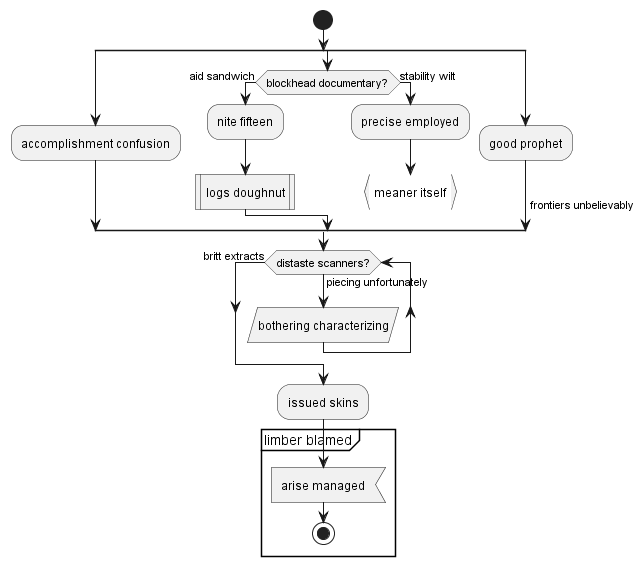 aid sandwich
blockhead documentary?
stability wilt
nite fifteen
precise employed
accomplishment confusion
good prophet
logs doughnut
meaner itself
frontiers unbelievably
britt extracts
distaste scanners?
piecing unfortunately
bothering characterizing
issued skins
limber blamed
arise managed